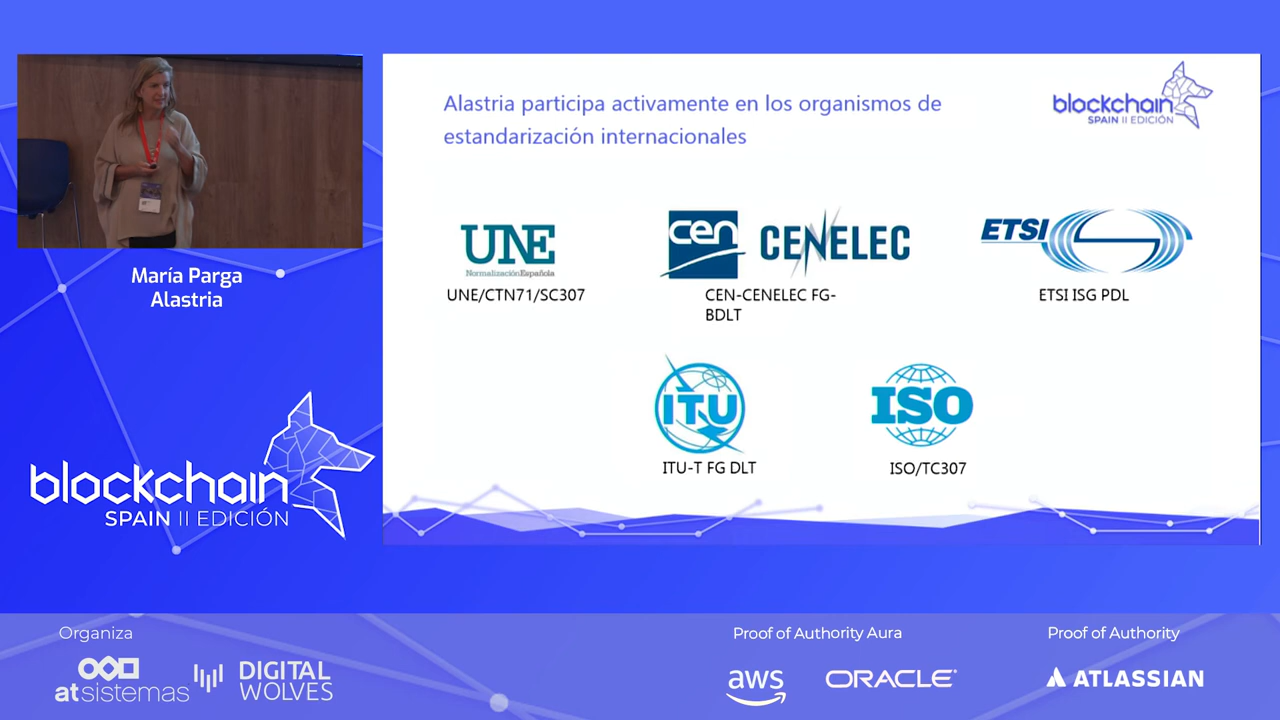 María Parga
Alastria
blockchain
SPAIN II EDICIÓN
Alastria participa activamente en los organismos de
estandarización internacionales
blockchain
SPAIN II EDICIÓN
UNE
NormalizaciónEspañola
UNE/CTN71/SC307
cen
CENELEC
CEN-CENELEC FG-
BDLT
ETSI
ETSI ISG PDL
ITU
ITU-T FG DLT
ISO
ISO/TC307
Organiza
atsistemas
DIGITAL
WOLVES
Proof of Authority Aura
aws
ORACLE
Proof of Authority
ATLASSIAN